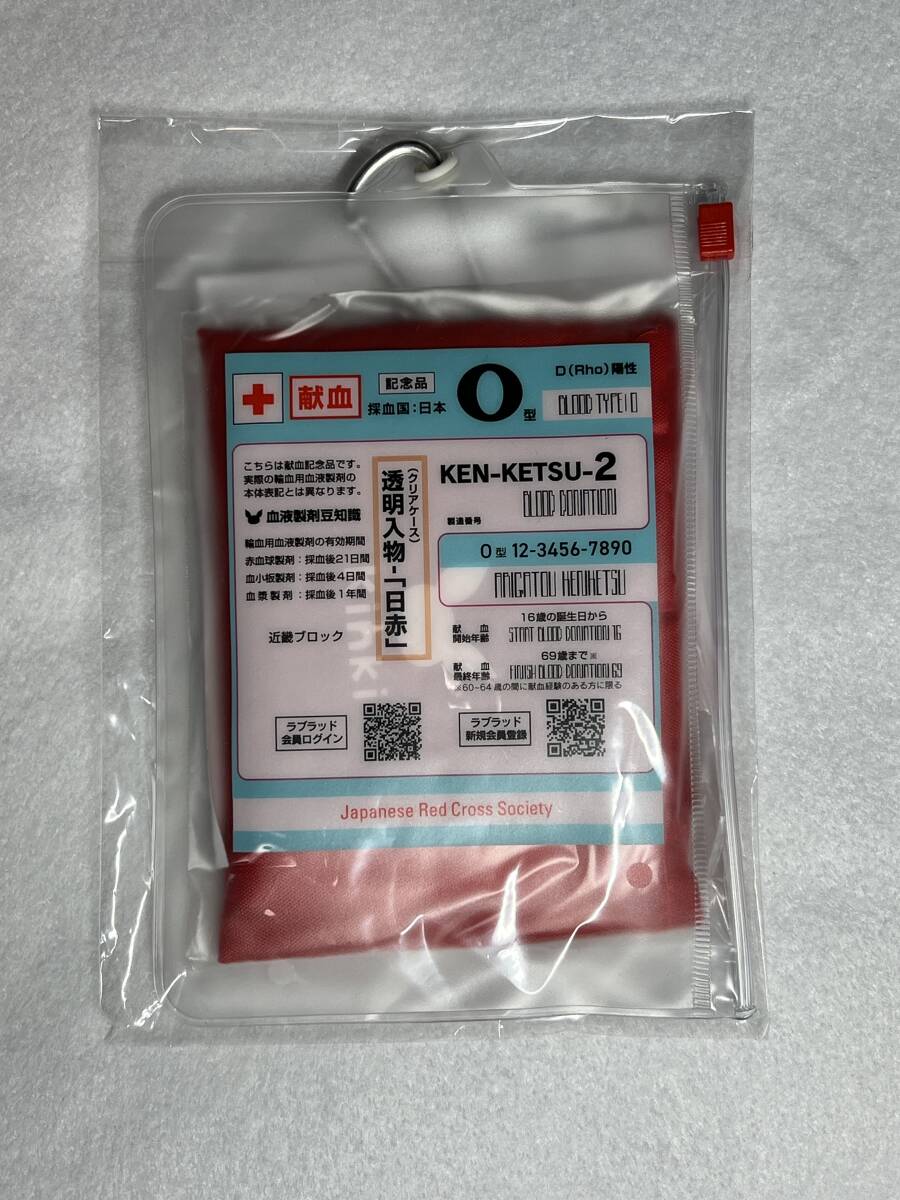 献血
記念品
採血国：日本
O型
D（Rho）陽性
BLOOD TYPE:O
こちらは献血記念品です。
実際の輸血用血液製剤の
本体表記とは異なります。
血液製剤豆知識
輸血用血液製剤の有効期間
赤血球製剤：採血後21日間
血小板製剤：採血後4日間
血漿製剤：採血後1年間
近畿ブロック
（クリアケース）
透明入物-「日赤」
KEN-KETSU-2
BLOOD DONATION
製造番号
O型 12-3456-7890
ARIGATOU KENKETSU
献血
開始年齢
16歳の誕生日から
START BLOOD DONATION:16
献血
最終年齢
69歳まで※
FINISH BLOOD DONATION:69
※60~64歳の間に献血経験のある方に限る
ラブラッド
会員ログイン
ラブラッド
新規会員登録
Japanese Red Cross Society
kinki